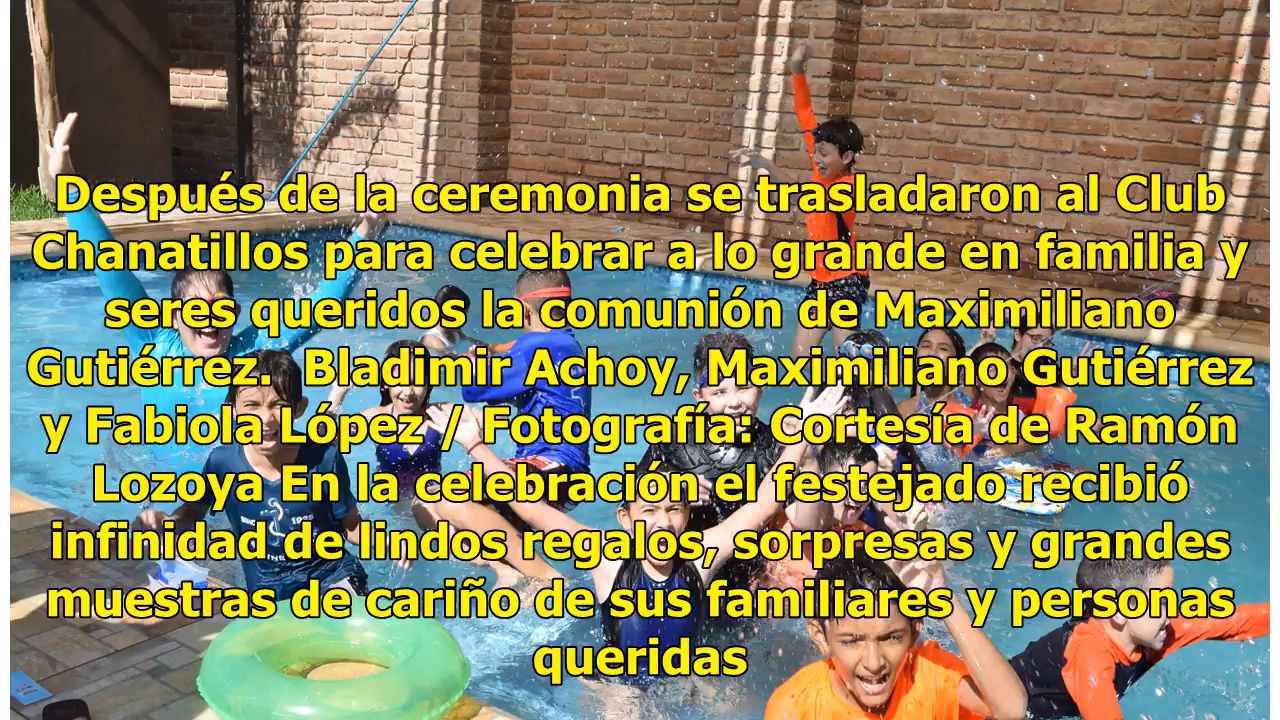 Después de la ceremonia se trasladaron al Club
Chanatillos para celebrar a lo grande en familia y
seres queridos la comunión de Maximiliano
Gutiérrez.  Bladimir Achoy, Maximiliano Gutiérrez
y Fabiola López / Fotografía: Cortesía de Ramón
Lozoya En la celebración el festejado recibió
infinidad de lindos regalos, sorpresas y grandes
muestras de cariño de sus familiares y personas
queridas